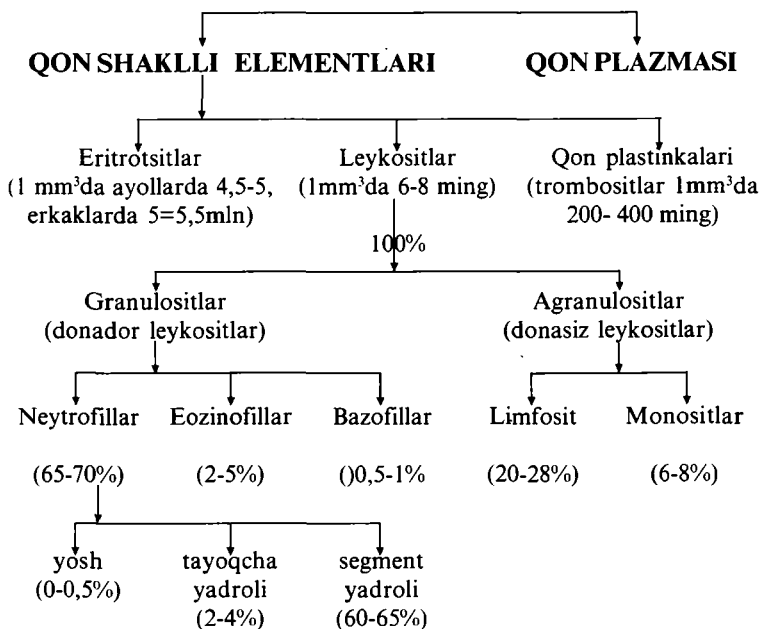 QON SHAKLLI ELEMENTLARI QON PLAZMASI
Eritrotsitlar
(1 mm³da ayollarda 4,5-5,
erkaklarda 5=5,5mln)
Leykositlar
(1mm³da 6-8 ming)
Qon plastinkalari
(trombositlar 1mm³da
200- 400 ming)
100%
Granulositlar
(donador leykositlar)
Agranulositlar
(donasiz leykositlar)
Neytrofillar Eozinofillar Bazofillar Limfosit Monositlar
(65-70%) (2-5%) ()0,5-1% (20-28%) (6-8%)
yosh
(0-0,5%)
tayoqcha
yadroli
(2-4%)
segment
yadroli
(60-65%)